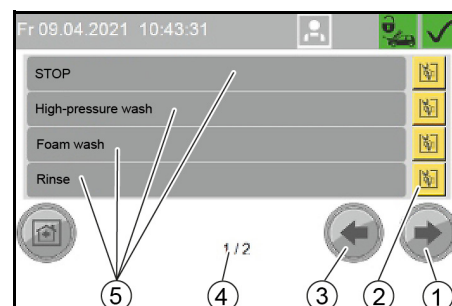 Fr 09.04.2021 10:43:31
STOP
High-pressure wash
Foam wash
Rinse
1 / 2
5 4 3 2 1